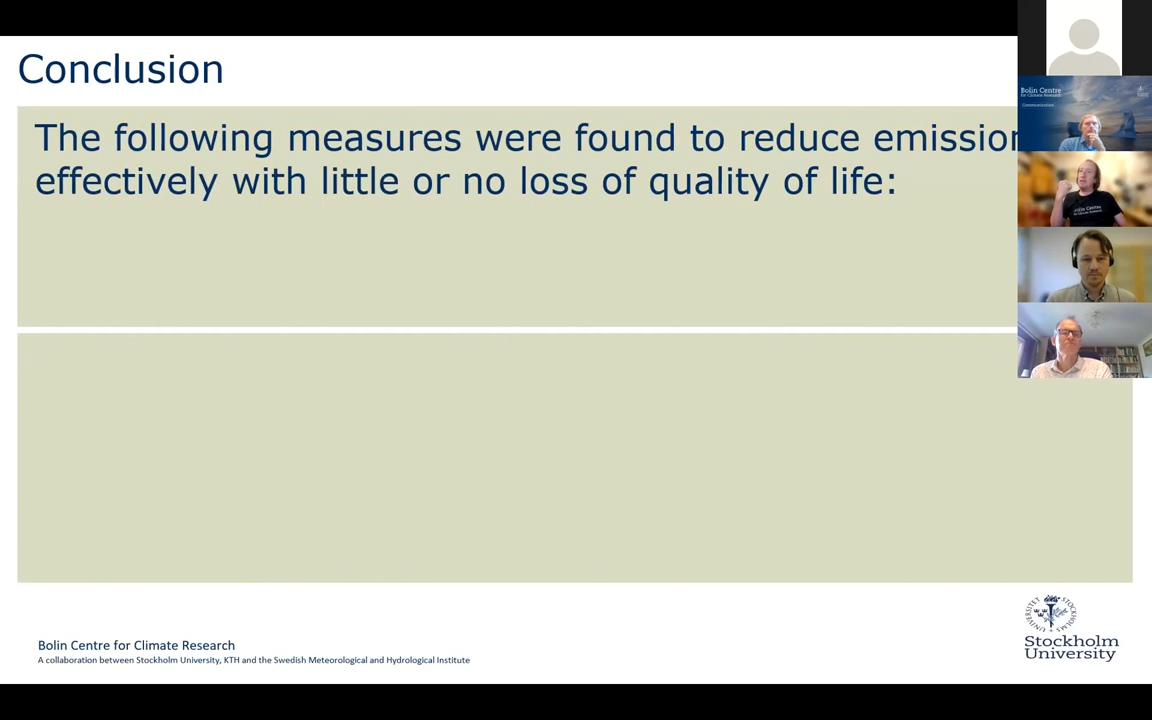 Conclusion
The following measures were found to reduce emission
effectively with little or no loss of quality of life:
Bolin Centre for Climate Research
A collaboration between Stockholm University, KTH and the Swedish Meteorological and Hydrological Institute
Stockholm
University
Bolin Centre
for Climate Research